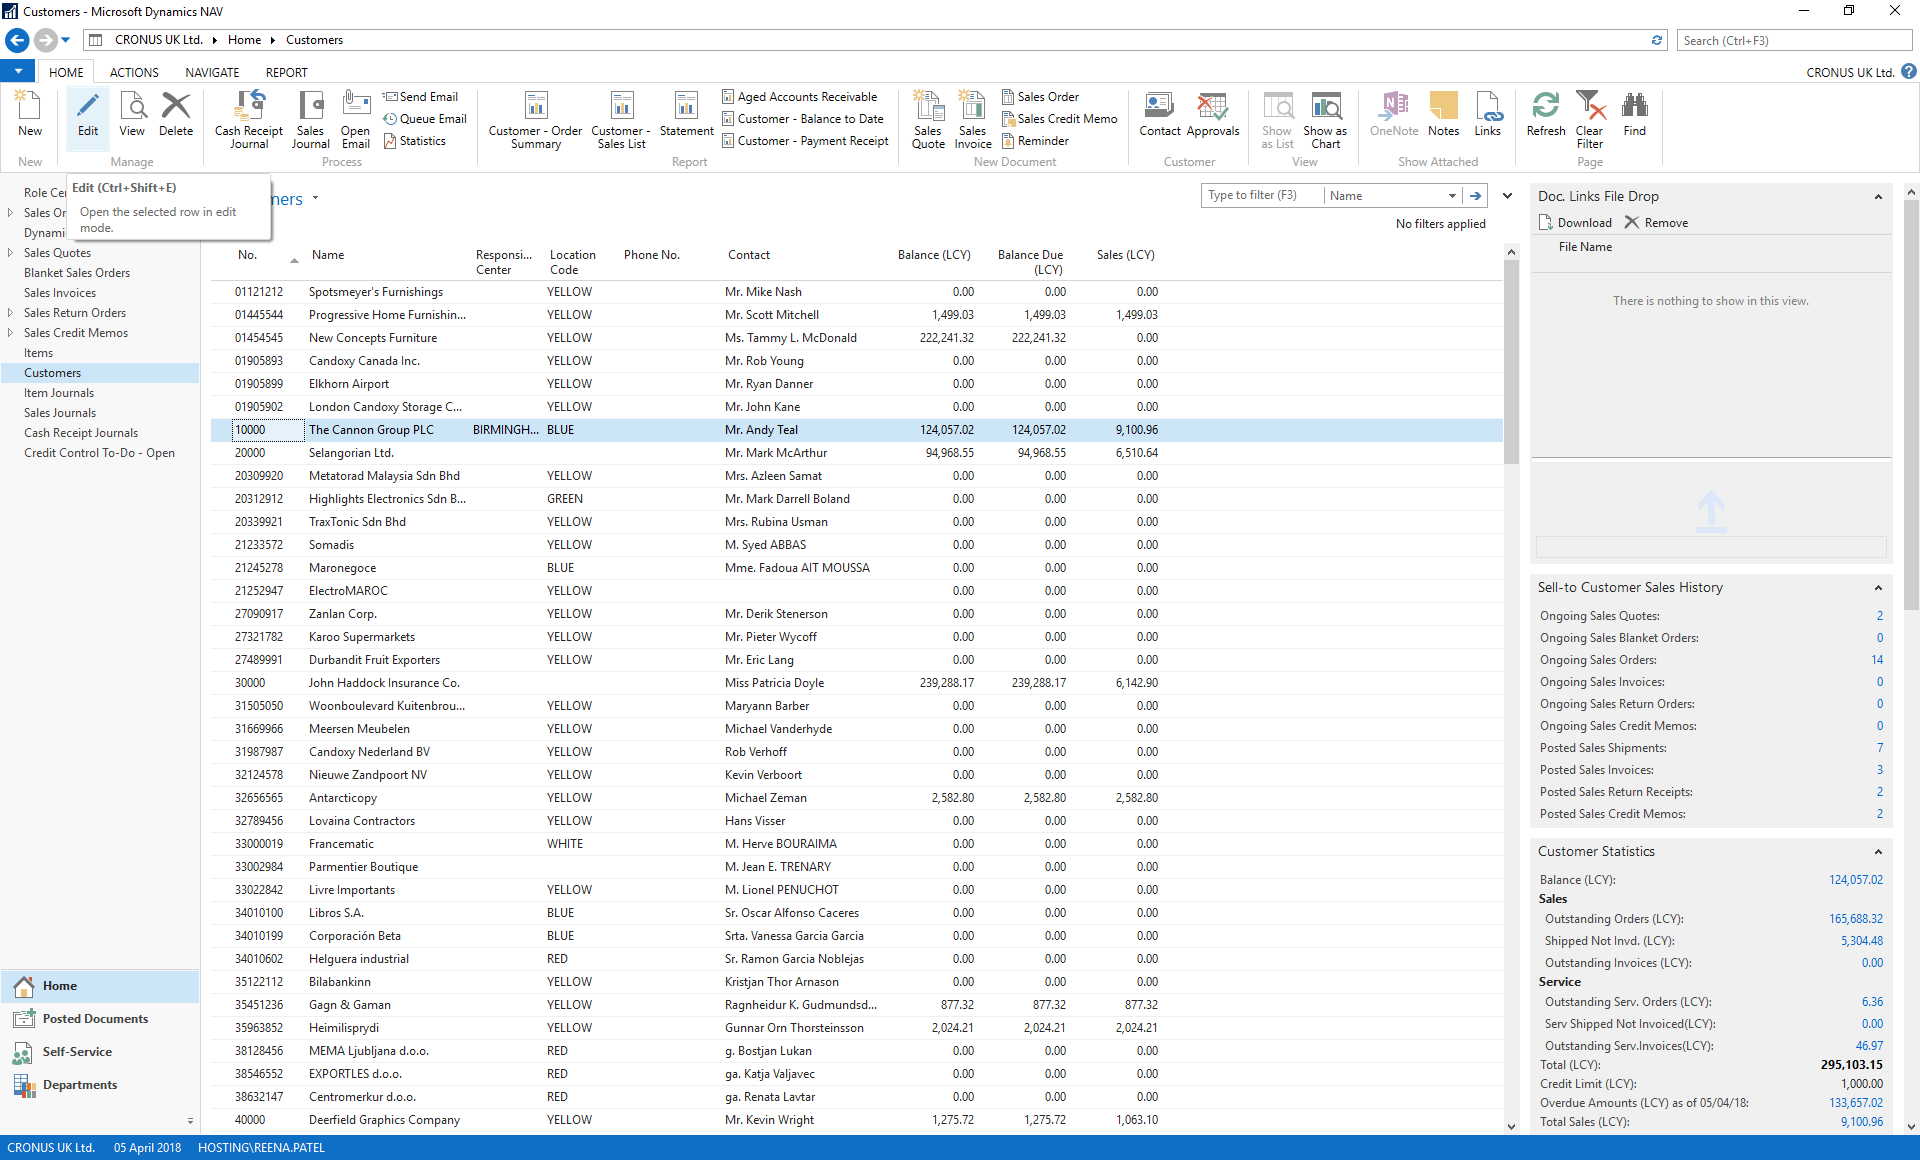 Customers - Microsoft Dynamics NAV
CRONUS UK Ltd. Home Customers
Search (Ctrl+F3)
HOME ACTIONS NAVIGATE REPORT
CRONUS UK Ltd.
New
Edit View Delete
Cash Receipt Journal
Sales Journal
Open Email
Send Email
Queue Email
Statistics
Customer - Order Summary
Customer - Sales List
Statement
Aged Accounts Receivable
Customer - Balance to Date
Customer - Payment Receipt
Sales Quote
Sales Invoice
Sales Order
Sales Credit Memo
Reminder
Contact Approvals
Show as List
Show as Chart
OneNote Notes Links
Refresh
Clear Filter
Find
New Manage Process Report New Document Customer View Show Attached Page
Edit (Ctrl+Shift+E)
Open the selected row in edit
mode.
Sales Quotes
Blanket Sales Orders
Sales Invoices
Sales Return Orders
Sales Credit Memos
Items
Customers
Item Journals
Sales Journals
Cash Receipt Journals
Credit Control To-Do - Open
Home
Posted Documents
Self-Service
Departments
Type to filter (F3) Name
No filters applied
No. Name Responsi... Center Location Code Phone No. Contact Balance (LCY) Balance Due (LCY) Sales (LCY)
01121212 Spotsmeyer's Furnishings YELLOW Mr. Mike Nash 0.00 0.00 0.00
01445544 Progressive Home Furnishin... YELLOW Mr. Scott Mitchell 1,499.03 1,499.03 1,499.03
01454545 New Concepts Furniture YELLOW Ms. Tammy L. McDonald 222,241.32 222,241.32 0.00
01905893 Candoxy Canada Inc. YELLOW Mr. Rob Young 0.00 0.00 0.00
01905899 Elkhorn Airport YELLOW Mr. Ryan Danner 0.00 0.00 0.00
01905902 London Candoxy Storage C... YELLOW Mr. John Kane 0.00 0.00 0.00
10000 The Cannon Group PLC BIRMINGH... BLUE Mr. Andy Teal 124,057.02 124,057.02 9,100.96
20000 Selangorian Ltd. Mr. Mark McArthur 94,968.55 94,968.55 6,510.64
20309920 Metatorad Malaysia Sdn Bhd YELLOW Mrs. Azleen Samat 0.00 0.00 0.00
20312912 Highlights Electronics Sdn B... GREEN Mr. Mark Darrell Boland 0.00 0.00 0.00
20339921 TraxTonic Sdn Bhd YELLOW Mrs. Rubina Usman 0.00 0.00 0.00
21233572 Somadis YELLOW M. Syed ABBAS 0.00 0.00 0.00
21245278 Maronegoce BLUE Mme. Fadoua AIT MOUSSA 0.00 0.00 0.00
21252947 ElectroMAROC YELLOW 0.00 0.00 0.00
27090917 Zanlan Corp. YELLOW Mr. Derik Stenerson 0.00 0.00 0.00
27321782 Karoo Supermarkets YELLOW Mr. Pieter Wycoff 0.00 0.00 0.00
27489991 Durbandit Fruit Exporters YELLOW Mr. Eric Lang 0.00 0.00 0.00
30000 John Haddock Insurance Co. Miss Patricia Doyle 239,288.17 239,288.17 6,142.90
31505050 Woonboulevard Kuitenbrou... YELLOW Maryann Barber 0.00 0.00 0.00
31669966 Meersen Meubelen YELLOW Michael Vanderhyde 0.00 0.00 0.00
31987987 Candoxy Nederland BV YELLOW Rob Verhoff 0.00 0.00 0.00
32124578 Nieuwe Zandpoort NV YELLOW Kevin Verboort 0.00 0.00 0.00
32656565 Antarcticopy YELLOW Michael Zeman 2,582.80 2,582.80 2,582.80
32789456 Lovaina Contractors YELLOW Hans Visser 0.00 0.00 0.00
33000019 Francematic WHITE M. Herve BOURAIMA 0.00 0.00 0.00
33002984 Parmentier Boutique M. Jean E. TRENARY 0.00 0.00 0.00
33022842 Livre Importants YELLOW M. Lionel PENUCHOT 0.00 0.00 0.00
34010100 Libros S.A. BLUE Sr. Oscar Alfonso Caceres 0.00 0.00 0.00
34010199 Corporación Beta BLUE Srta. Vanessa Garcia Garcia 0.00 0.00 0.00
34010602 Helguera industrial RED Sr. Ramon Garcia Noblejas 0.00 0.00 0.00
35122112 Bilabankinn YELLOW Kristjan Thor Arnason 0.00 0.00 0.00
35451236 Gagn & Gaman YELLOW Ragnheidur K. Gudmundsd... 877.32 877.32 877.32
35963852 Heimilisprydi YELLOW Gunnar Orn Thorsteinsson 2,024.21 2,024.21 2,024.21
38128456 MEMA Ljubljana d.o.o. RED g. Bostjan Lukan 0.00 0.00 0.00
38546552 EXPORTLES d.o.o. RED ga. Katja Valjavec 0.00 0.00 0.00
38632147 Centromerkur d.o.o. RED ga. Renata Lavtar 0.00 0.00 0.00
40000 Deerfield Graphics Company YELLOW Mr. Kevin Wright 1,275.72 1,275.72 1,063.10
Doc. Links File Drop
Download Remove
File Name
There is nothing to show in this view.
Sell-to Customer Sales History
Ongoing Sales Quotes: 2
Ongoing Sales Blanket Orders: 0
Ongoing Sales Orders: 14
Ongoing Sales Invoices: 0
Ongoing Sales Return Orders: 0
Ongoing Sales Credit Memos: 0
Posted Sales Shipments: 7
Posted Sales Invoices: 3
Posted Sales Return Receipts: 2
Posted Sales Credit Memos: 2
Customer Statistics
Balance (LCY): 124,057.02
Sales
Outstanding Orders (LCY): 165,688.32
Shipped Not Invd. (LCY): 5,304.48
Outstanding Invoices (LCY): 0.00
Service
Outstanding Serv. Orders (LCY): 6.36
Serv Shipped Not Invoiced(LCY): 0.00
Outstanding Serv.Invoices(LCY): 46.97
Total (LCY): 295,103.15
Credit Limit (LCY): 1,000.00
Overdue Amounts (LCY) as of 05/04/18: 133,657.02
Total Sales (LCY): 9,100.96
CRONUS UK Ltd. 05 April 2018 HOSTING\REENA.PATEL